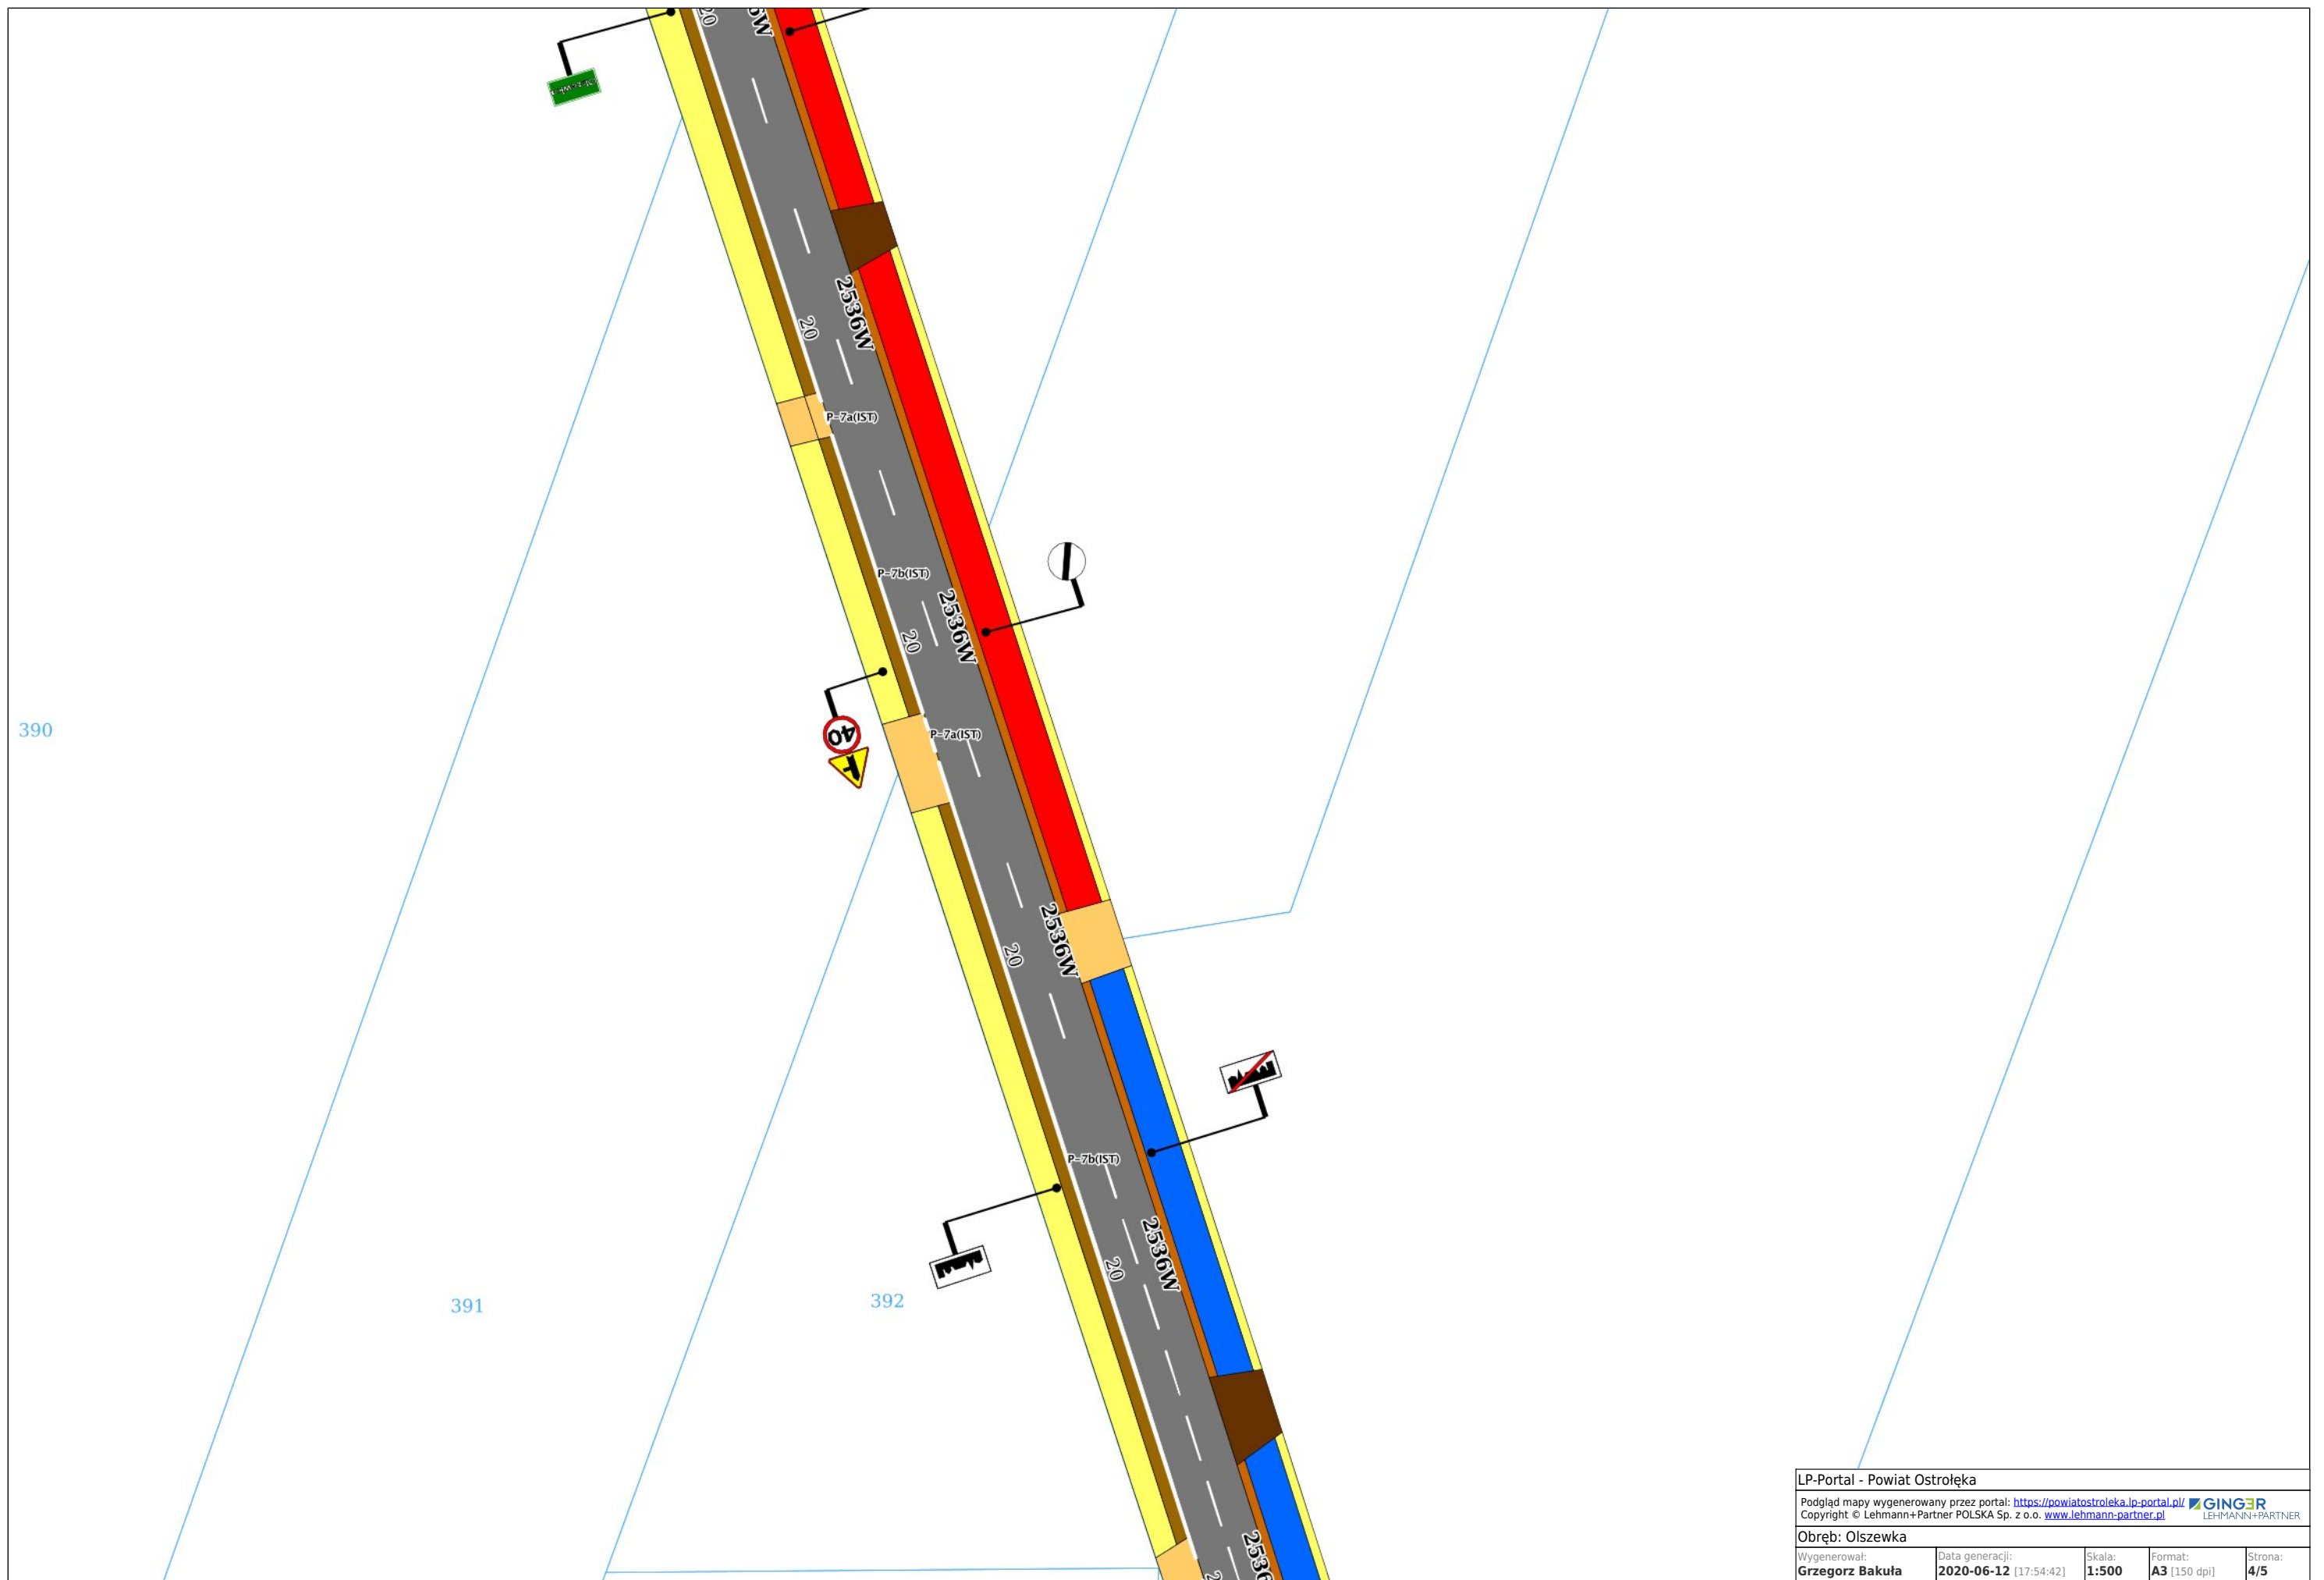 20
2536W
20
P-7a(IST)
P-7b(IST)
2536W
20
40
P-7a(IST)
390
2536W
20
P-7b(IST)
2536W
20
391
392
LP-Portal - Powiat Ostrołęka
Podgląd mapy wygenerowany przez portal: https://powiatostroleka.lp-portal.pl/
Copyright © Lehmann+Partner POLSKA Sp. z o.o. www.lehmann-partner.pl
GINGER
LEHMANN+PARTNER
Obręb: Olszewka
Wygenerował: Data generacji: Skala: Format: Strona:
Grzegorz Bakuła 2020-06-12 [17:54:42] 1:500 A3 [150 dpi] 4/5